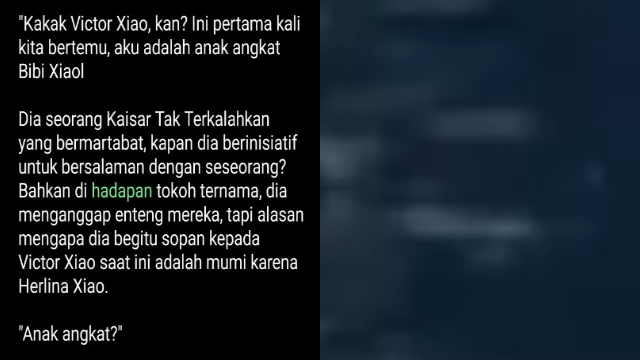 "Kakak Victor Xiao, kan? Ini pertama kali
kita bertemu, aku adalah anak angkat
Bibi Xiaol
Dia seorang Kaisar Tak Terkalahkan
yang bermartabat, kapan dia berinisiatif
untuk bersalaman dengan seseorang?
Bahkan di hadapan tokoh ternama, dia
menganggap enteng mereka, tapi alasan
mengapa dia begitu sopan kepada
Victor Xiao saat ini adalah mumi karena
Herlina Xiao.
"Anak angkat?"